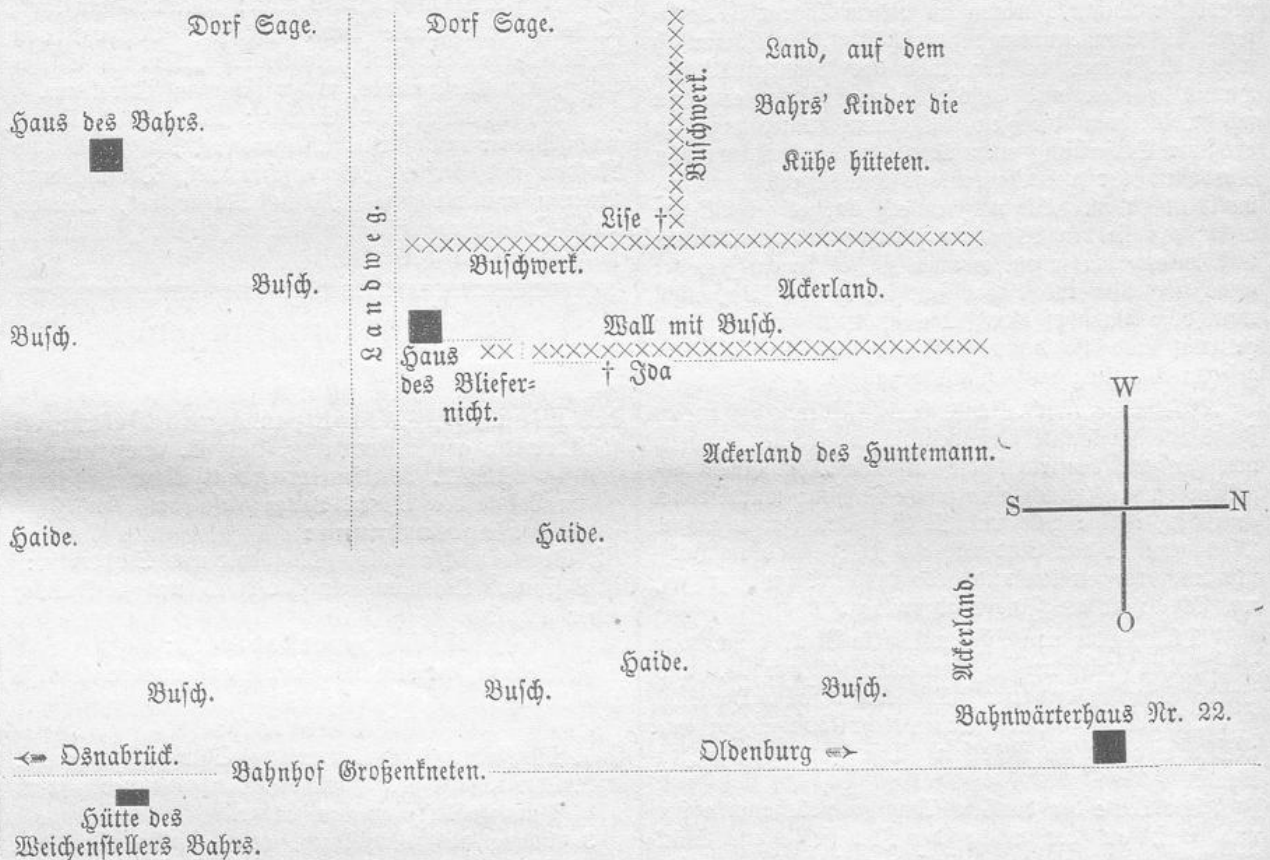 Dorf Sage.
Dorf Sage.
Land, auf dem
Bahrs' Kinder die
Kühe hüteten.
Buschwerk.
Haus des Bahrs.
Landweg.
Lise †
Buschwerk.
Busch.
Ackerland.
Busch.
Wall mit Busch.
Haus
des Bliefer=
nicht.
† Ida
W
Ackerland des Huntemann.
S
N
Haide.
Haide.
O
Ackerland.
Haide.
Busch.
Busch.
Busch.
Bahnwärterhaus Nr. 22.
Osnabrück.
Bahnhof Großenkneten.
Oldenburg
Hütte des
Weichenstellers Bahrs.